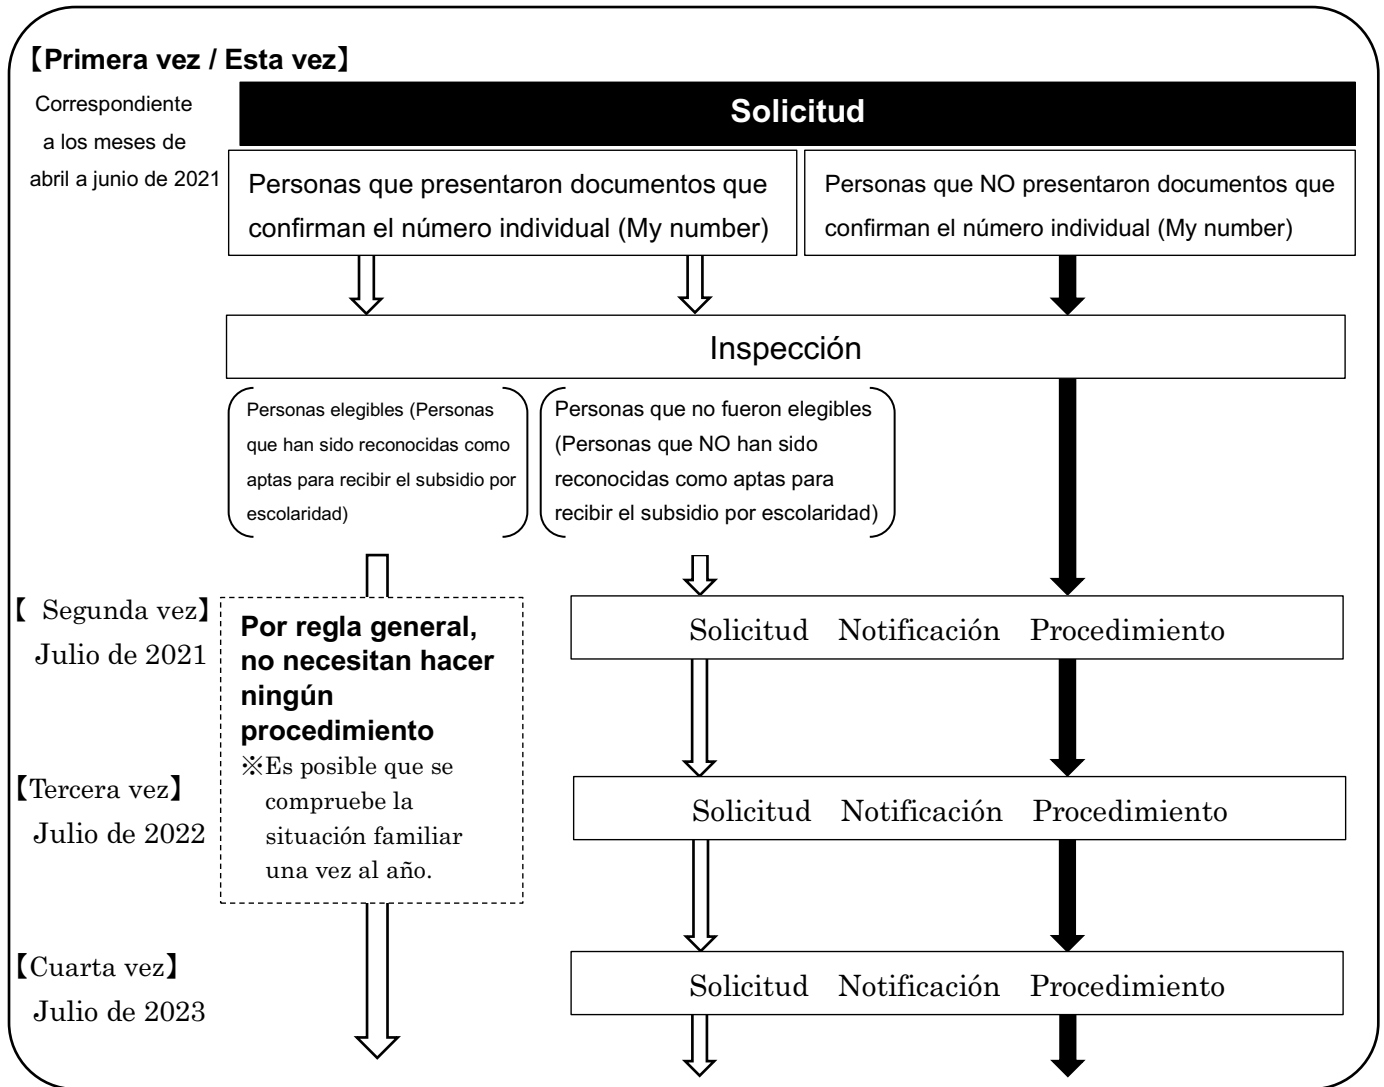 【Primera vez / Esta vez】
Correspondiente
a los meses de
abril a junio de 2021
Solicitud
Personas que presentaron documentos que
confirman el número individual (My number)
Personas que NO presentaron documentos que
confirman el número individual (My number)
Inspección
Personas elegibles (Personas
que han sido reconocidas como
aptas para recibir el subsidio por
escolaridad)
Personas que no fueron elegibles
(Personas que NO han sido
reconocidas como aptas para
recibir el subsidio por escolaridad)
【 Segunda vez】
Julio de 2021
Por regla general,
no necesitan hacer
ningún
procedimiento
※Es posible que se
compruebe la
situación familiar
una vez al año.
Solicitud Notificación Procedimiento
【Tercera vez】
Julio de 2022
Solicitud Notificación Procedimiento
【Cuarta vez】
Julio de 2023
Solicitud Notificación Procedimiento